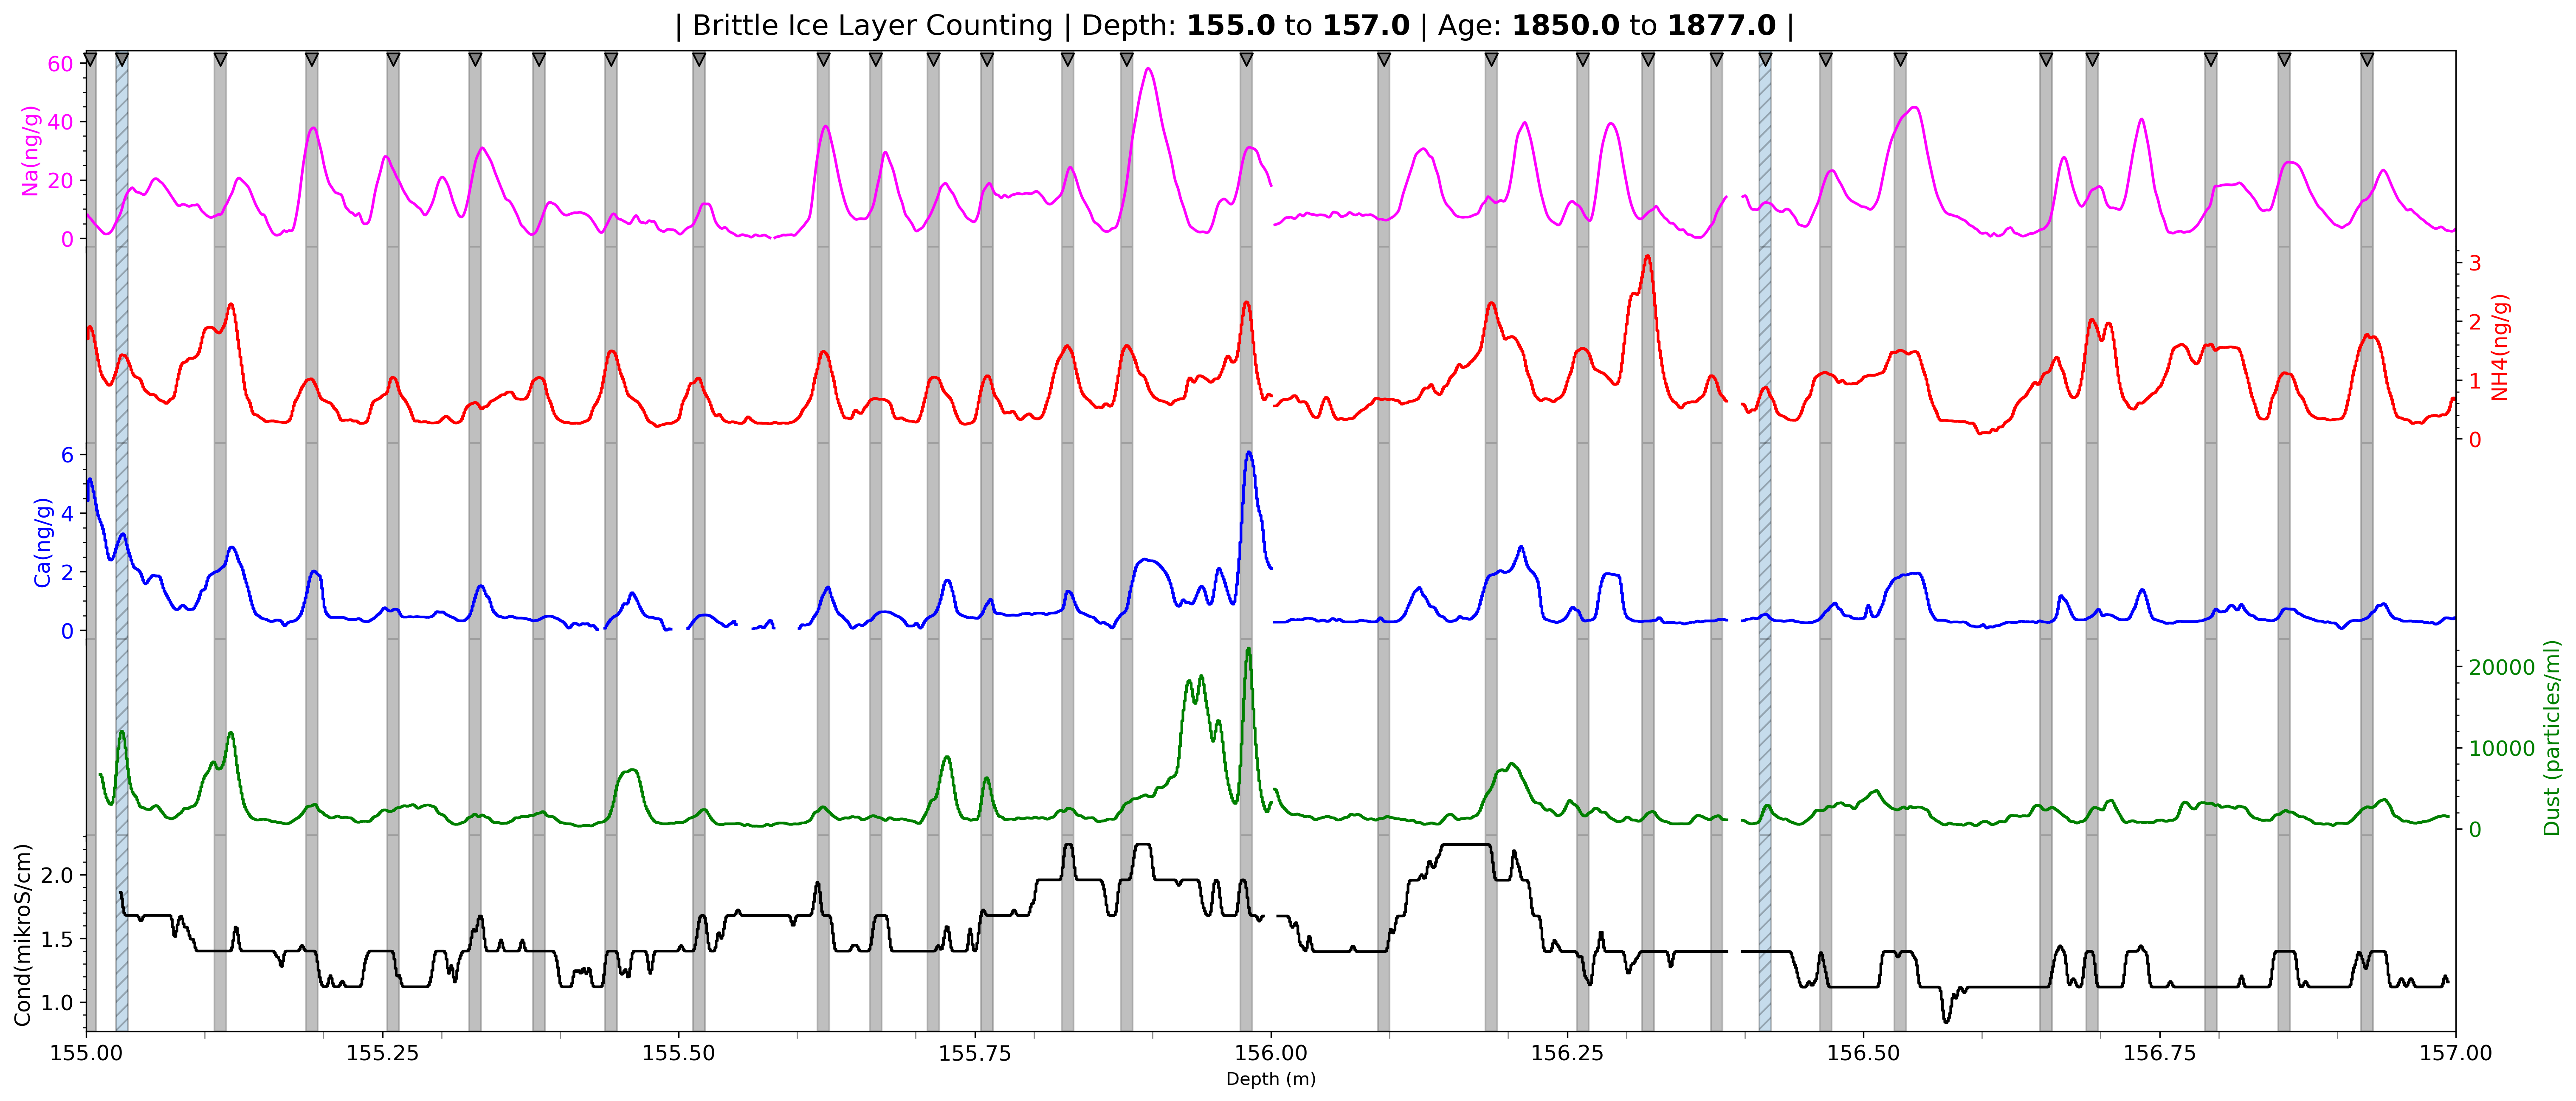 | Brittle Ice Layer Counting | Depth: 155.0 to 157.0 | Age: 1850.0 to 1877.0 |
Na(ng/g)
60
40
20
0
3
2
1
0
NH4(ng/g)
Ca(ng/g)
6
4
2
0
20000
10000
0
Dust (particles/ml)
Cond(mikroS/cm)
2.0
1.5
1.0
155.00 155.25 155.50 155.75 156.00 156.25 156.50 156.75 157.00
Depth (m)